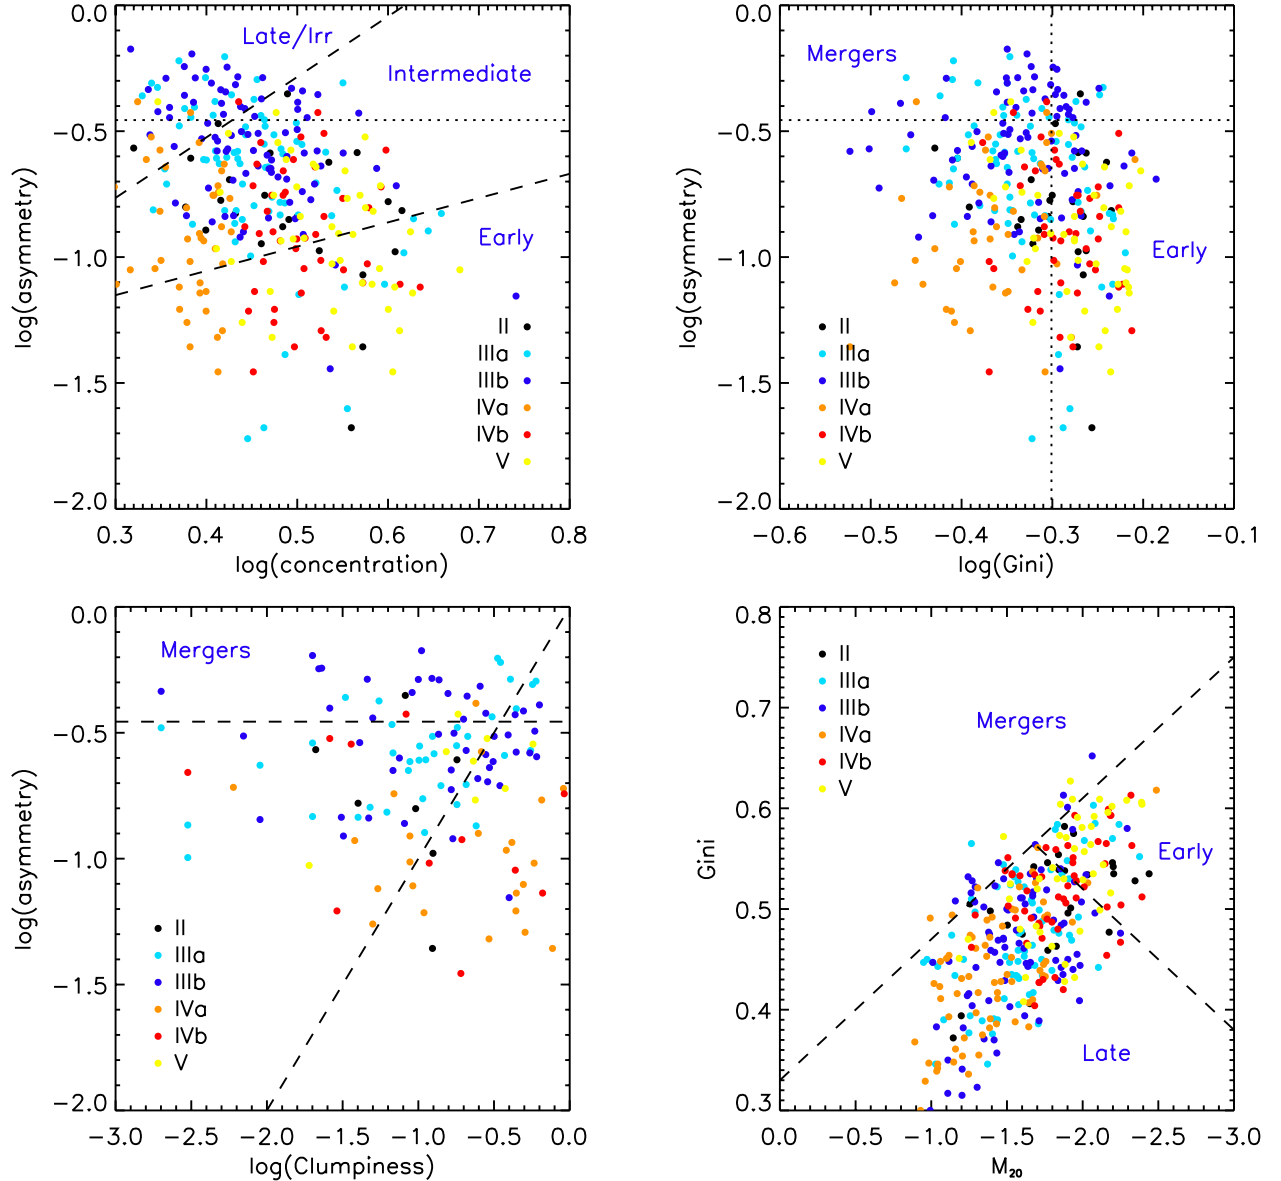 0.0
−0.5
−1.0
−1.5
−2.0
log(asymmetry)
Late/Irr
Intermediate
Early
II
IIIa
IIIb
IVa
IVb
V
0.3 0.4 0.5 0.6 0.7 0.8
log(concentration)
0.0
−0.5
−1.0
−1.5
−2.0
log(asymmetry)
Mergers
Early
II
IIIa
IIIb
IVa
IVb
V
−0.6 −0.5 −0.4 −0.3 −0.2 −0.1
log(Gini)
0.0
−0.5
−1.0
−1.5
−2.0
log(asymmetry)
Mergers
II
IIIa
IIIb
IVa
IVb
V
−3.0 −2.5 −2.0 −1.5 −1.0 −0.5 0.0
log(Clumpiness)
0.8
0.7
0.6
0.5
0.4
0.3
Gini
II
IIIa
IIIb
IVa
IVb
V
Mergers
Early
Late
0.0 −0.5 −1.0 −1.5 −2.0 −2.5 −3.0
M₂₀